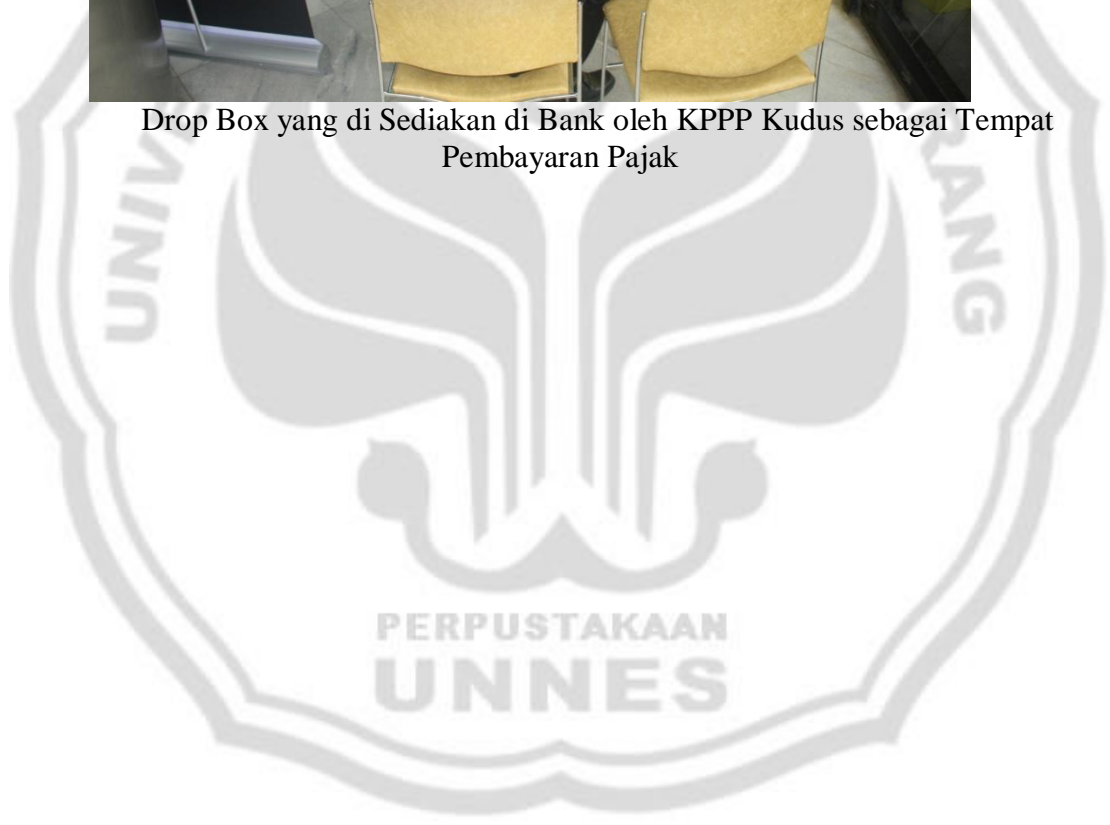 Drop Box yang di Sediakan di Bank oleh KPPP Kudus sebagai Tempat
Pembayaran Pajak
PERPUSTAKAAN
UNNES